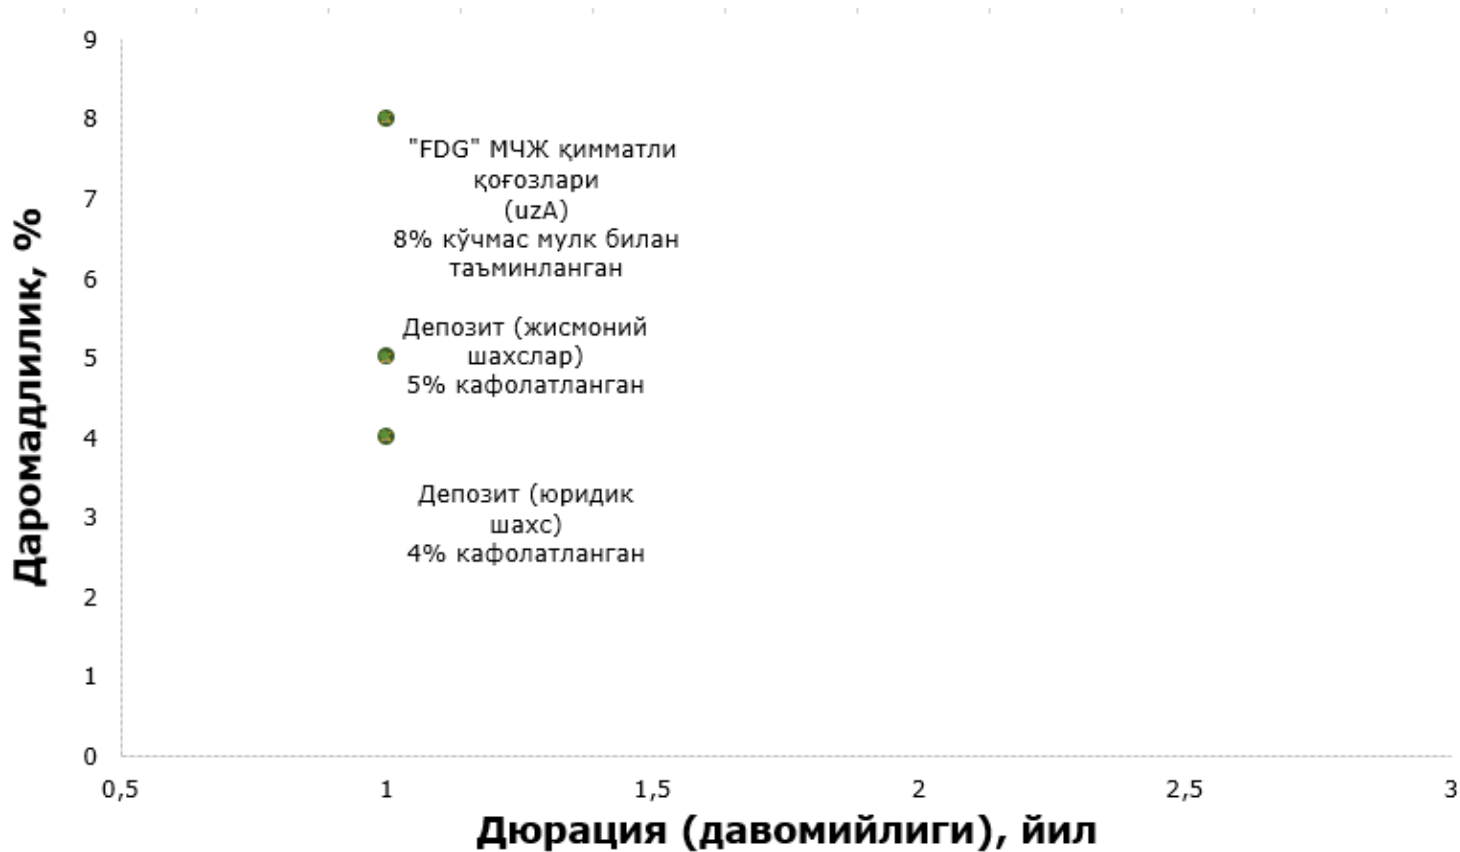 9
8
"FDG" МЧЖ қимматли
қоғозлари
7
(uzA)
8% кўчмас мулк билан
таъминланган
6
Депозит (жисмоний
шахслар)
5
5% кафолатланган
4
Депозит (юридик
шахс)
3
4% кафолатланган
2
1
0
0,5 1 1,5 2 2,5 3
Даромадлилик, %
Дюрация (давомийлиги), йил